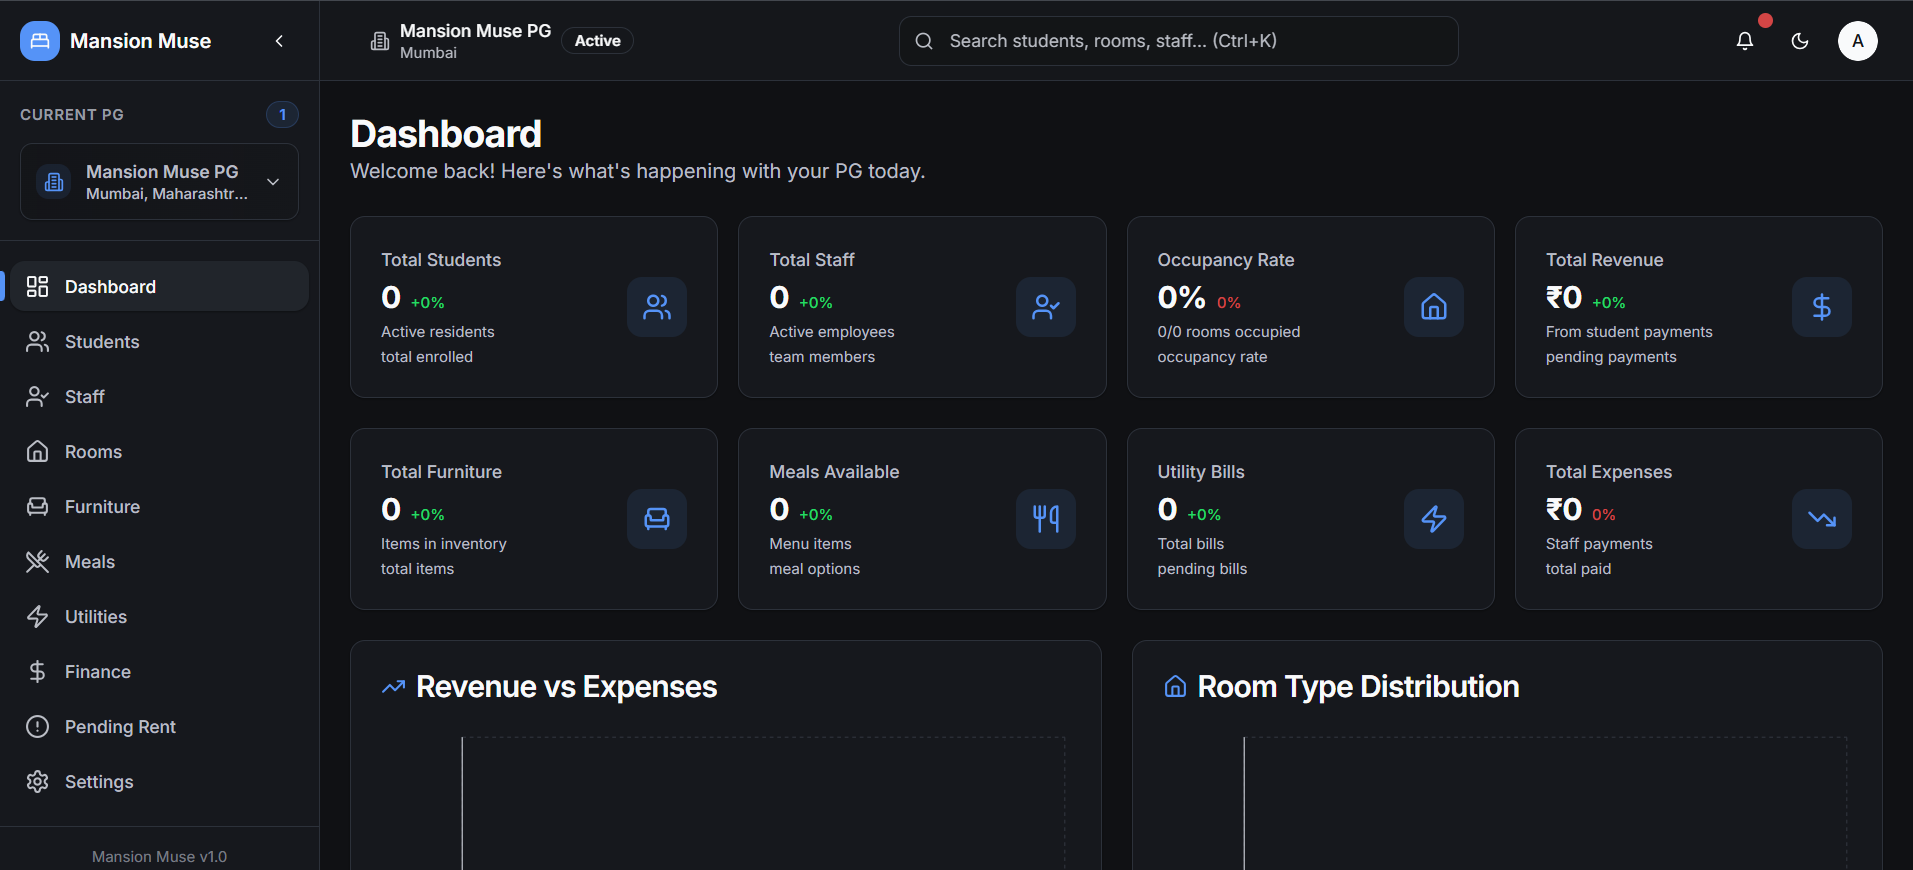 Mansion Muse
CURRENT PG
1
Mansion Muse PG
Mumbai, Maharashtr...
Dashboard
Students
Staff
Rooms
Furniture
Meals
Utilities
Finance
Pending Rent
Settings
Mansion Muse v1.0
Mansion Muse PG
Mumbai
Active
Search students, rooms, staff... (Ctrl+K)
A
Dashboard
Welcome back! Here's what's happening with your PG today.
Total Students
0 +0%
Active residents
total enrolled
Total Staff
0 +0%
Active employees
team members
Occupancy Rate
0% 0%
0/0 rooms occupied
occupancy rate
Total Revenue
₹0 +0%
From student payments
pending payments
Total Furniture
0 +0%
Items in inventory
total items
Meals Available
0 +0%
Menu items
meal options
Utility Bills
0 +0%
Total bills
pending bills
Total Expenses
₹0 0%
Staff payments
total paid
Revenue vs Expenses
Room Type Distribution